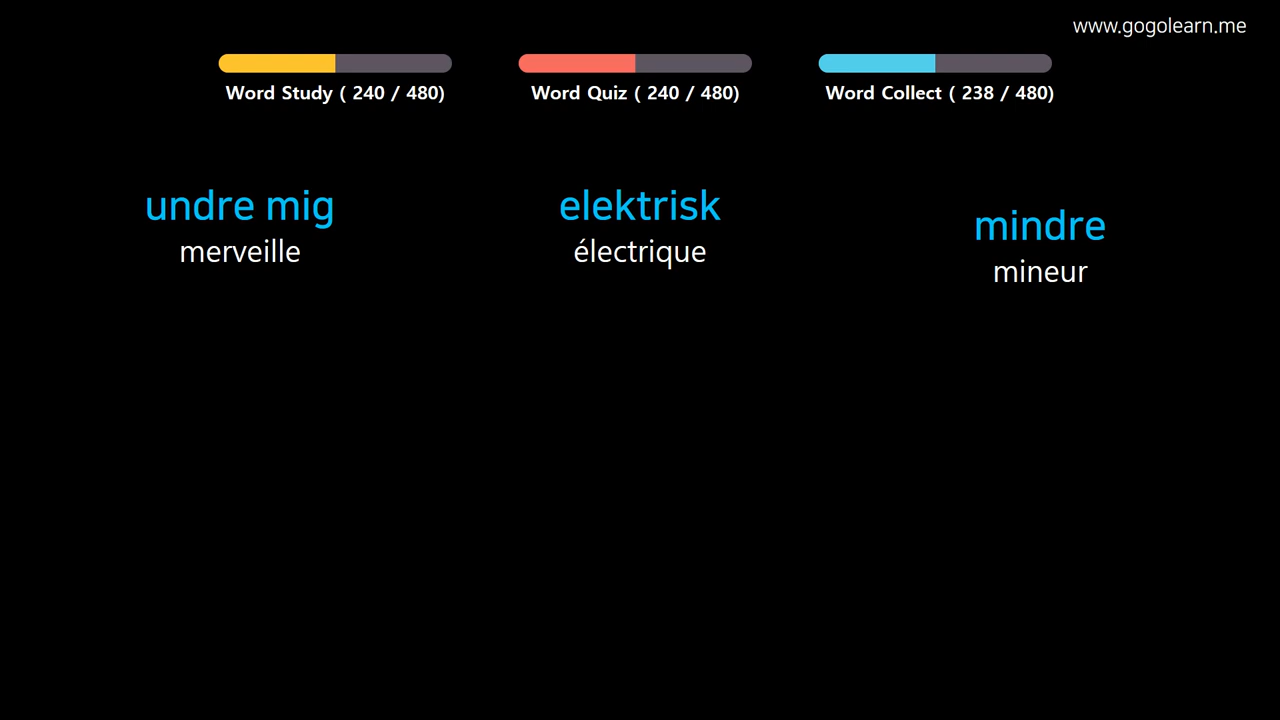 www.gogolearn.me
Word Study ( 240 / 480)
Word Quiz ( 240 / 480)
Word Collect ( 238 / 480)
undre mig
merveille
elektrisk
électrique
mindre
mineur